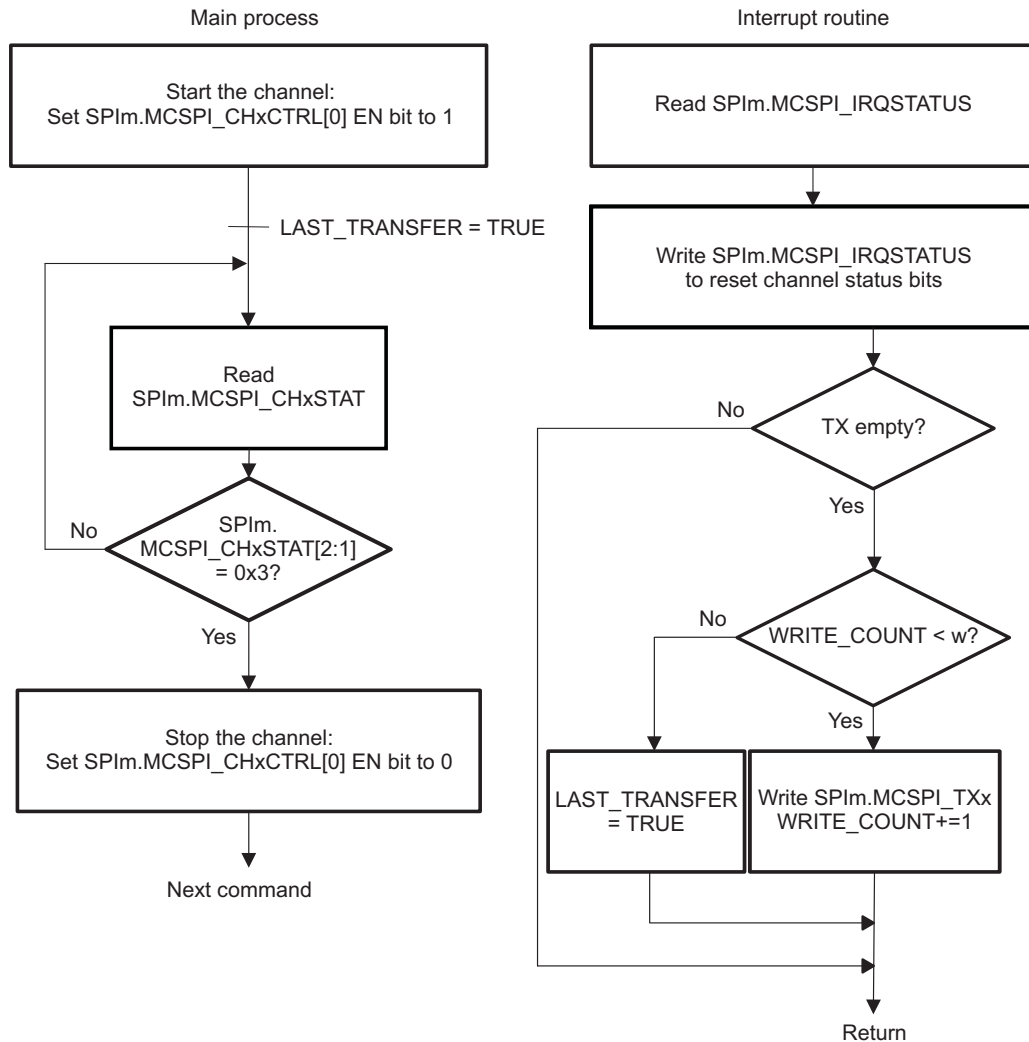 Main process
Start the channel:
Set SPIm.MCSPI_CHxCTRL[0] EN bit to 1
LAST_TRANSFER = TRUE
Read
SPIm.MCSPI_CHxSTAT
No
SPIm.
MCSPI_CHxSTAT[2:1]
= 0x3?
Yes
Stop the channel:
Set SPIm.MCSPI_CHxCTRL[0] EN bit to 0
Next command
Interrupt routine
Read SPIm.MCSPI_IRQSTATUS
Write SPIm.MCSPI_IRQSTATUS
to reset channel status bits
No
TX empty?
Yes
No
WRITE_COUNT < w?
Yes
LAST_TRANSFER
= TRUE
Write SPIm.MCSPI_TXx
WRITE_COUNT+=1
Return